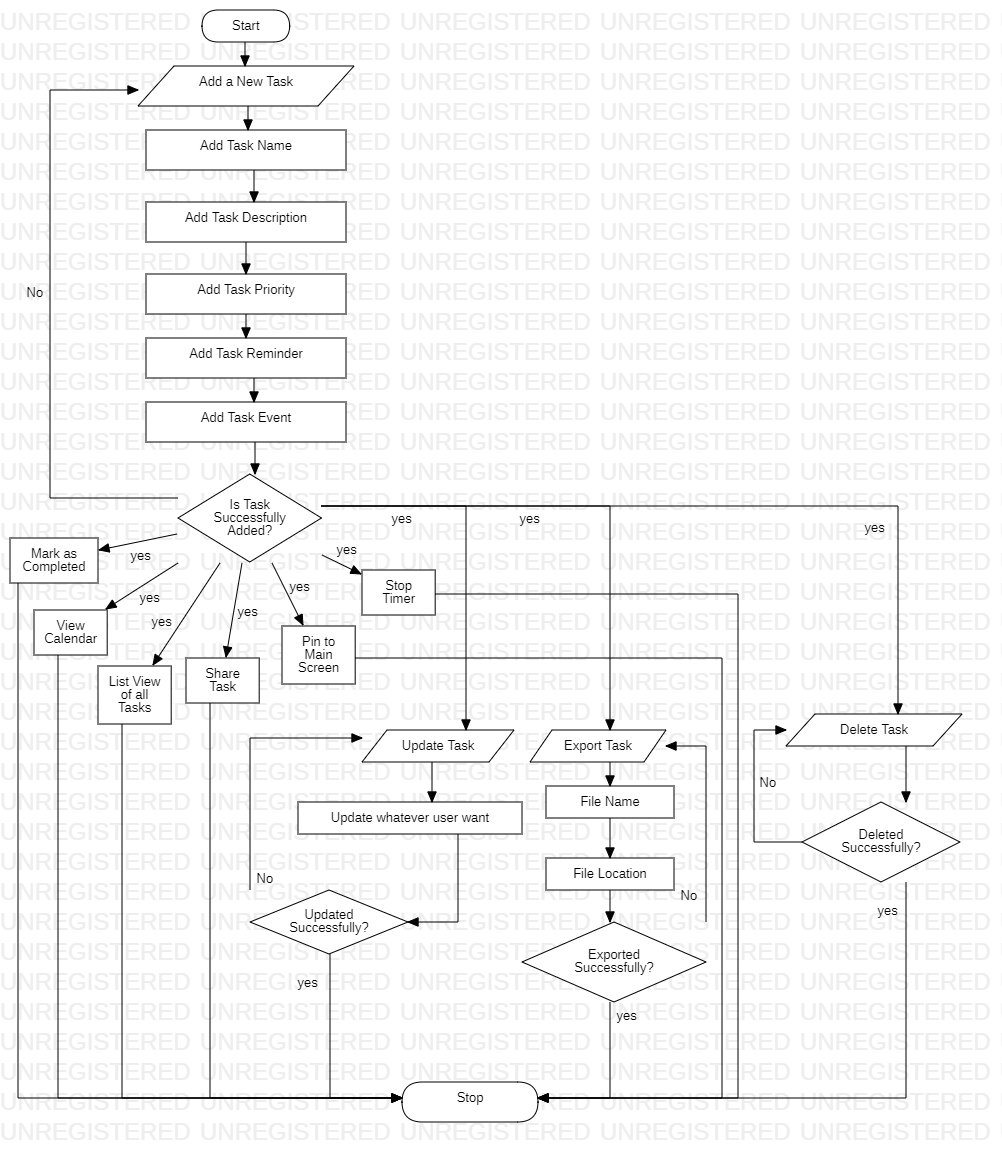 Start
Add a New Task
Add Task Name
Add Task Description
Add Task Priority
No
Add Task Reminder
Add Task Event
Is Task
Successfully
Added?
yes
yes
yes
Mark as
Completed
yes
yes
Stop
Timer
yes
yes
View
Calendar
yes
yes
Pin to
Main
Screen
List View
of all
Tasks
Share
Task
Update Task
Export Task
Delete Task
No
Update whatever user want
File Name
Deleted
Successfully?
File Location
No
No
yes
Updated
Successfully?
Exported
Successfully?
yes
yes
Stop
UNREGISTERED